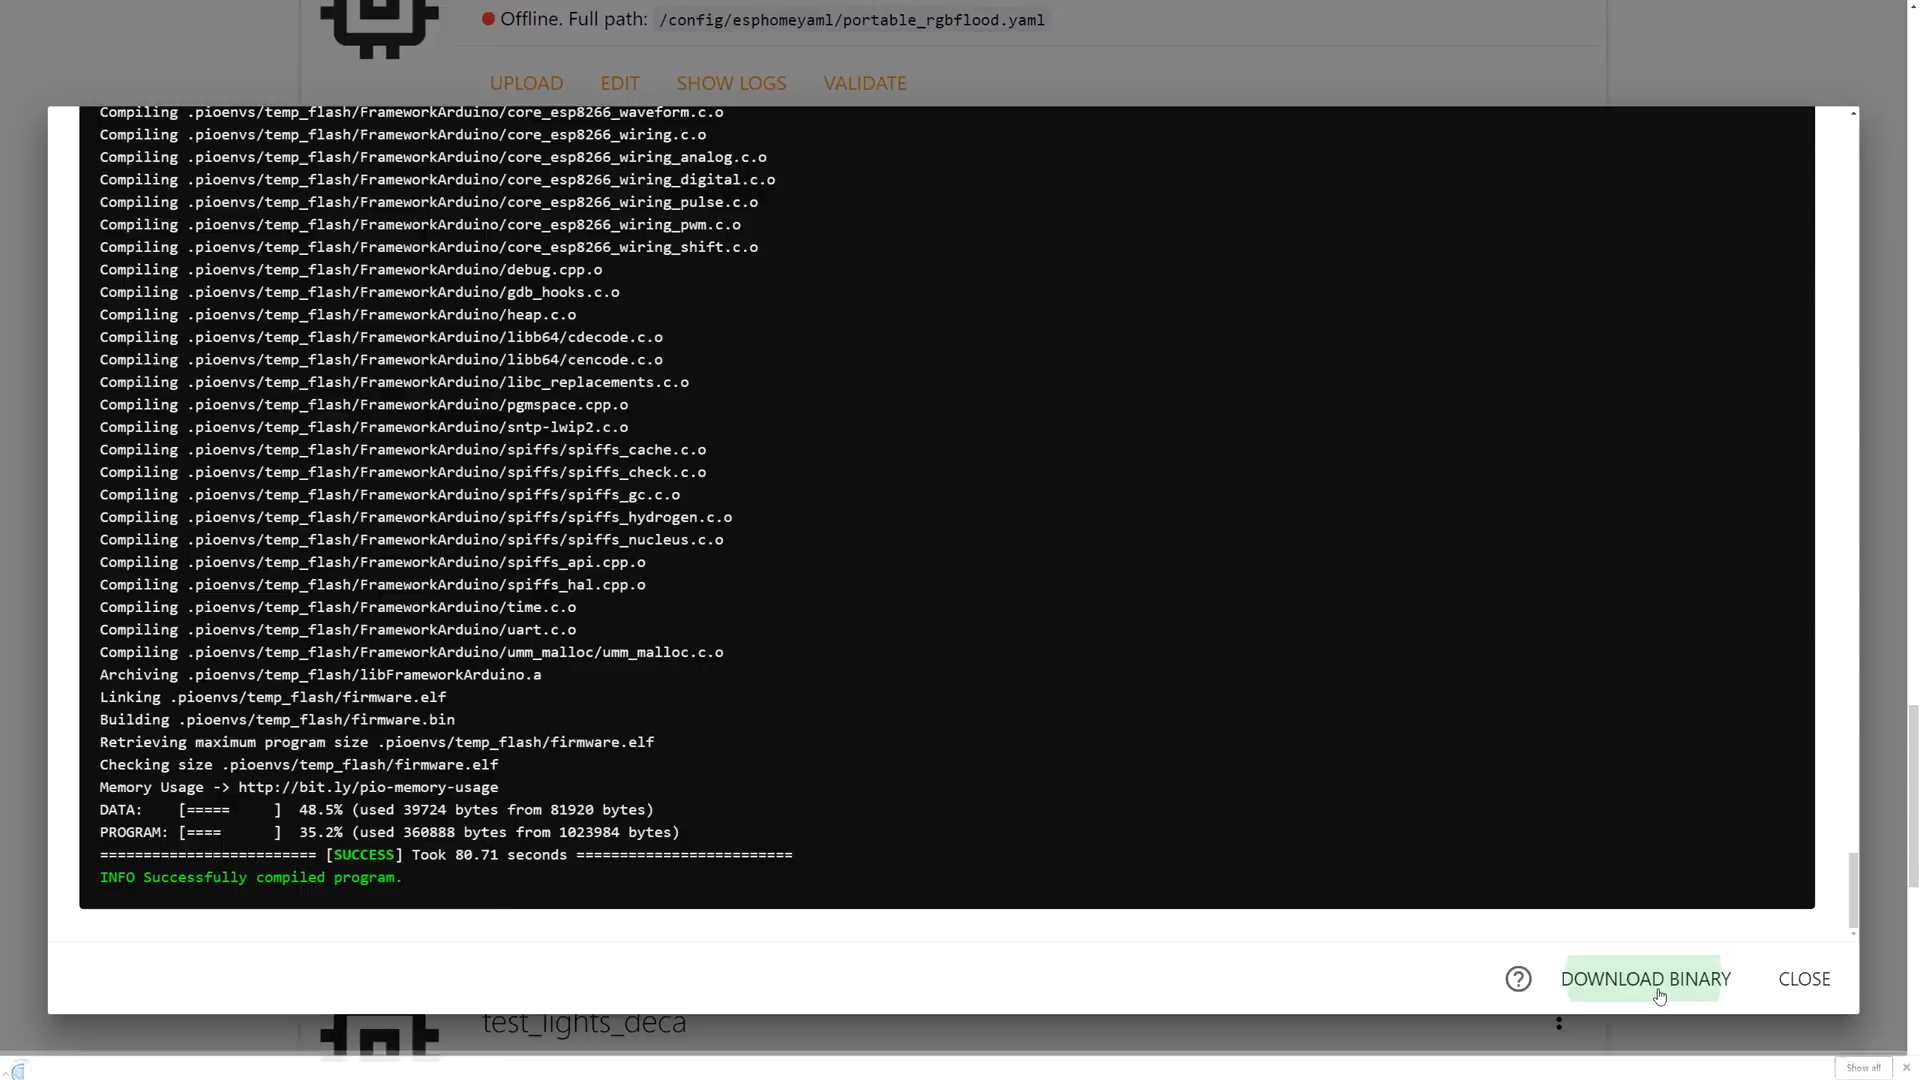 Offline. Full path: /config/esphomeyaml/portable_rgbflood.yaml
UPLOAD EDIT SHOW LOGS VALIDATE
Compiling .pioenvs/temp_flash/FrameworkArduino/core_esp8266_waveform.c.o
Compiling .pioenvs/temp_flash/FrameworkArduino/core_esp8266_wiring.c.o
Compiling .pioenvs/temp_flash/FrameworkArduino/core_esp8266_wiring_analog.c.o
Compiling .pioenvs/temp_flash/FrameworkArduino/core_esp8266_wiring_digital.c.o
Compiling .pioenvs/temp_flash/FrameworkArduino/core_esp8266_wiring_pulse.c.o
Compiling .pioenvs/temp_flash/FrameworkArduino/core_esp8266_wiring_pwm.c.o
Compiling .pioenvs/temp_flash/FrameworkArduino/core_esp8266_wiring_shift.c.o
Compiling .pioenvs/temp_flash/FrameworkArduino/debug.cpp.o
Compiling .pioenvs/temp_flash/FrameworkArduino/gdb_hooks.c.o
Compiling .pioenvs/temp_flash/FrameworkArduino/heap.c.o
Compiling .pioenvs/temp_flash/FrameworkArduino/libb64/cdecode.c.o
Compiling .pioenvs/temp_flash/FrameworkArduino/libb64/cencode.c.o
Compiling .pioenvs/temp_flash/FrameworkArduino/libc_replacements.c.o
Compiling .pioenvs/temp_flash/FrameworkArduino/pgmspace.cpp.o
Compiling .pioenvs/temp_flash/FrameworkArduino/sntp-lwip2.c.o
Compiling .pioenvs/temp_flash/FrameworkArduino/spiffs/spiffs_cache.c.o
Compiling .pioenvs/temp_flash/FrameworkArduino/spiffs/spiffs_check.c.o
Compiling .pioenvs/temp_flash/FrameworkArduino/spiffs/spiffs_gc.c.o
Compiling .pioenvs/temp_flash/FrameworkArduino/spiffs/spiffs_hydrogen.c.o
Compiling .pioenvs/temp_flash/FrameworkArduino/spiffs/spiffs_nucleus.c.o
Compiling .pioenvs/temp_flash/FrameworkArduino/spiffs_api.cpp.o
Compiling .pioenvs/temp_flash/FrameworkArduino/spiffs_hal.cpp.o
Compiling .pioenvs/temp_flash/FrameworkArduino/time.c.o
Compiling .pioenvs/temp_flash/FrameworkArduino/uart.c.o
Compiling .pioenvs/temp_flash/FrameworkArduino/umm_malloc/umm_malloc.c.o
Archiving .pioenvs/temp_flash/libFrameworkArduino.a
Linking .pioenvs/temp_flash/firmware.elf
Building .pioenvs/temp_flash/firmware.bin
Retrieving maximum program size .pioenvs/temp_flash/firmware.elf
Checking size .pioenvs/temp_flash/firmware.elf
Memory Usage -> http://bit.ly/pio-memory-usage
DATA:    [=====     ]  48.5% (used 39724 bytes from 81920 bytes)
PROGRAM: [====      ]  35.2% (used 360888 bytes from 1023984 bytes)
========================= [SUCCESS] Took 80.71 seconds =========================
INFO Successfully compiled program.
? DOWNLOAD BINARY CLOSE
test_lights_deca
Show all